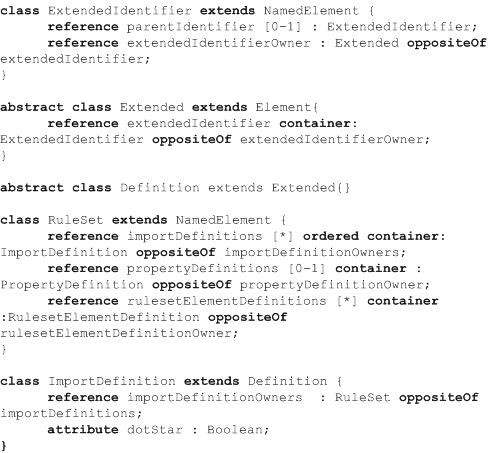 class ExtendedIdentifier extends NamedElement {
reference parentIdentifier [0-1] : ExtendedIdentifier;
reference extendedIdentifierOwner : Extended oppositeOf
extendedIdentifier;
}
abstract class Extended extends Element{
reference extendedIdentifier container:
ExtendedIdentifier oppositeOf extendedIdentifierOwner;
}
abstract class Definition extends Extended{}
class RuleSet extends NamedElement {
reference importDefinitions [*] ordered container:
ImportDefinition oppositeOf importDefinitionOwners;
reference propertyDefinitions [0-1] container :
PropertyDefinition oppositeOf propertyDefinitionOwner;
reference rulesetElementDefinitions [*] container
:RulesetElementDefinition oppositeOf
rulesetElementDefinitionOwner;
}
class ImportDefinition extends Definition {
reference importDefinitionOwners : RuleSet oppositeOf
importDefinitions;
attribute dotStar : Boolean;
}